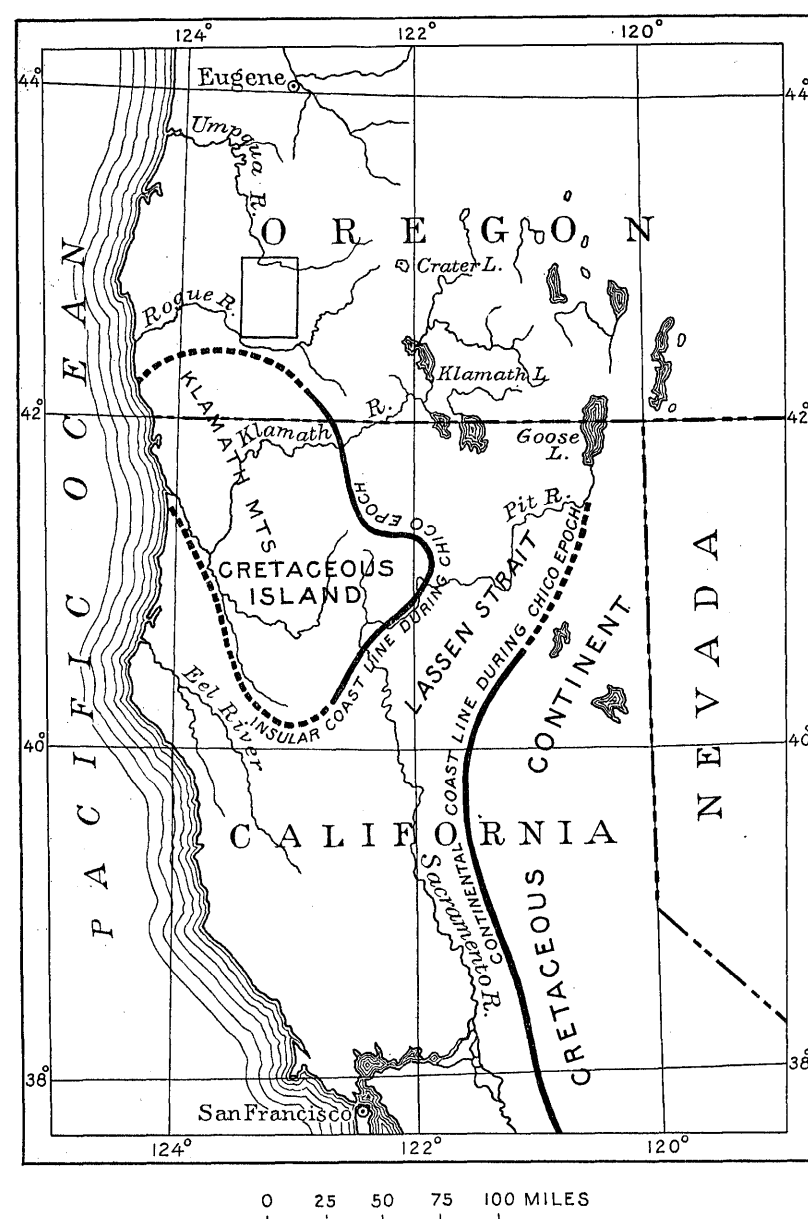 124°
122°
120°
44°
44°
Eugene
Umpqua R.
OREGON
Crater L.
Rogue R.
Klamath L
PACIFIC OCEAN
42°
42°
KLAMATH MTS
Klamath R.
Goose
L.
Pit R.
CRETACEOUS
ISLAND
INSULAR COAST LINE DURING CHICO EPOCH
LASSEN STRAIT
CONTINENTAL COAST LINE DURING CHICO EPOCH
CRETACEOUS CONTINENT
NEVADA
Eel River
40°
40°
CALIFORNIA
Sacramento R.
38°
38°
San Francisco
124°
122°
120°
0 25 50 75 100 MILES